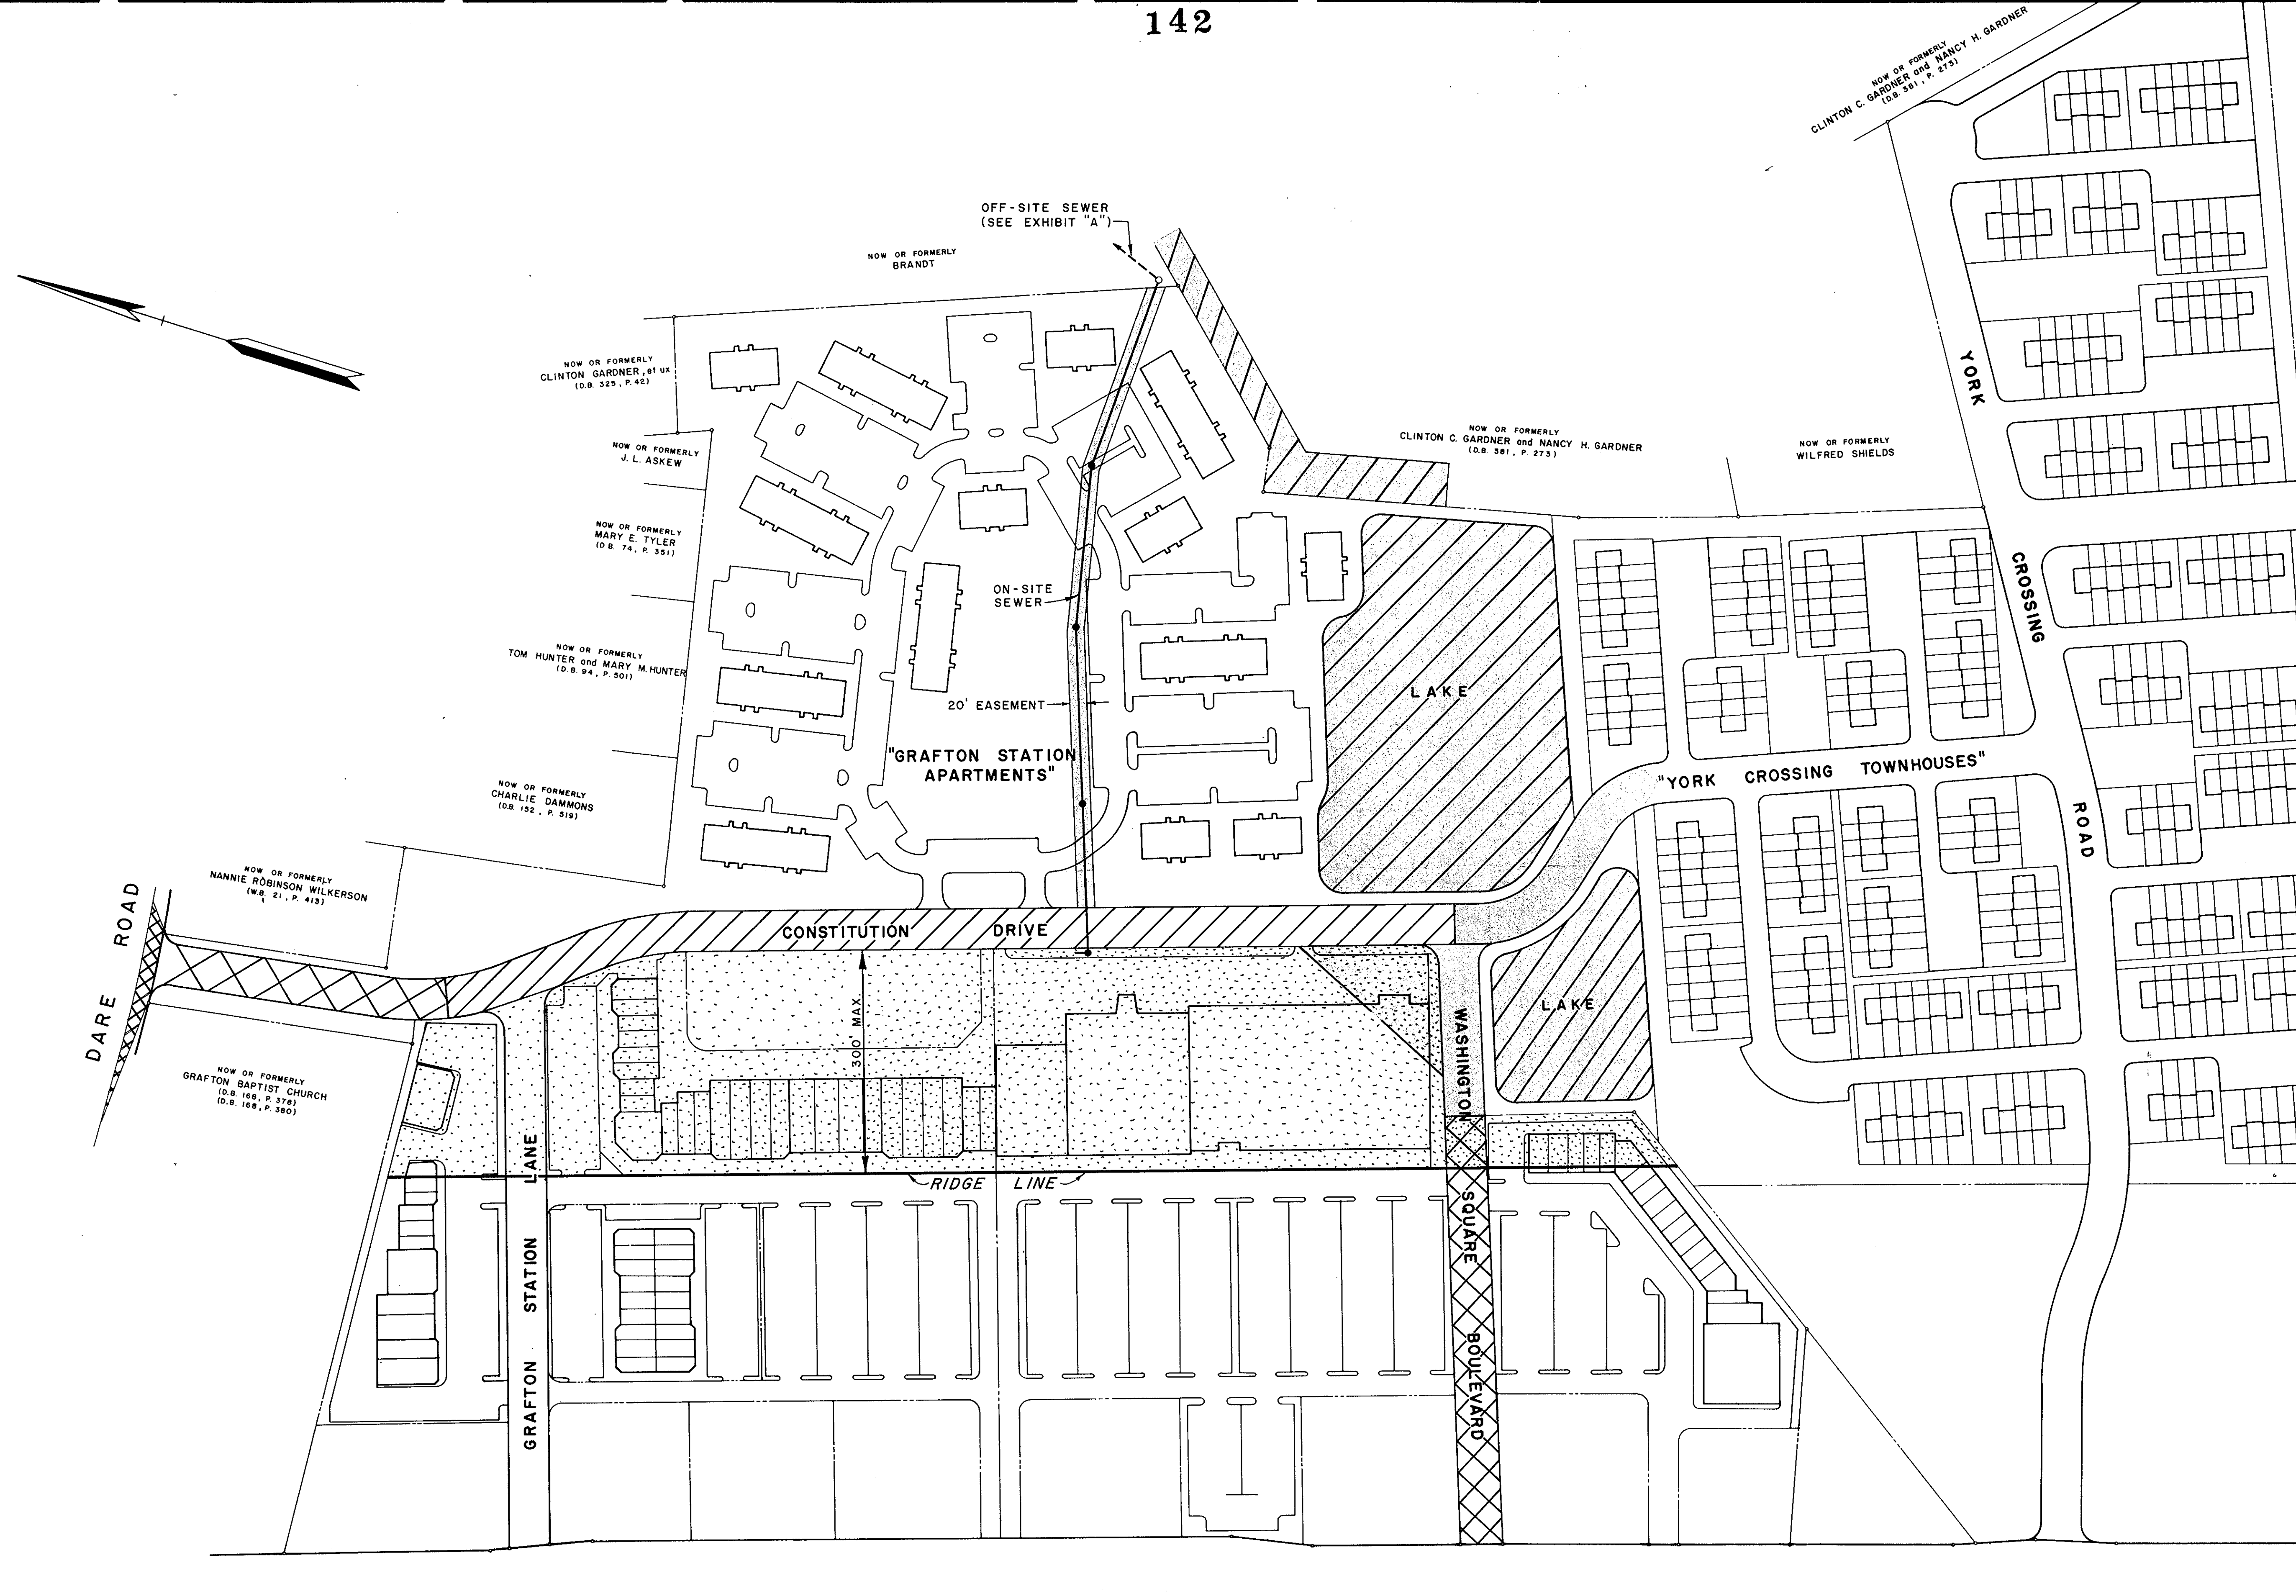 142
NOW OR FORMERLY
CLINTON C. GARDNER and NANCY H. GARDNER
(D.B. 381, P. 273)
OFF-SITE SEWER
(SEE EXHIBIT "A")
NOW OR FORMERLY
BRANDT
NOW OR FORMERLY
CLINTON GARDNER, et ux
(D.B. 325, P. 42)
NOW OR FORMERLY
J. L. ASKEW
NOW OR FORMERLY
MARY E. TYLER
(D.B. 74, P. 351)
NOW OR FORMERLY
TOM HUNTER and MARY M. HUNTER
(D.B. 94, P. 501)
NOW OR FORMERLY
CHARLIE DAMMONS
(D.B. 152, P. 519)
NOW OR FORMERLY
NANNIE ROBINSON WILKERSON
(W.B. 21, P. 413)
NOW OR FORMERLY
CLINTON C. GARDNER and NANCY H. GARDNER
(D.B. 381, P. 273)
NOW OR FORMERLY
WILFRED SHIELDS
YORK CROSSING ROAD
ON-SITE
SEWER
20' EASEMENT
LAKE
"GRAFTON STATION
APARTMENTS"
"YORK CROSSING TOWNHOUSES"
DARE ROAD
CONSTITUTION DRIVE
300' MAX.
LAKE
NOW OR FORMERLY
GRAFTON BAPTIST CHURCH
(D.B. 168, P. 378)
(D.B. 168, P. 380)
RIDGE LINE
GRAFTON STATION LANE
WASHINGTON SQUARE BOULEVARD